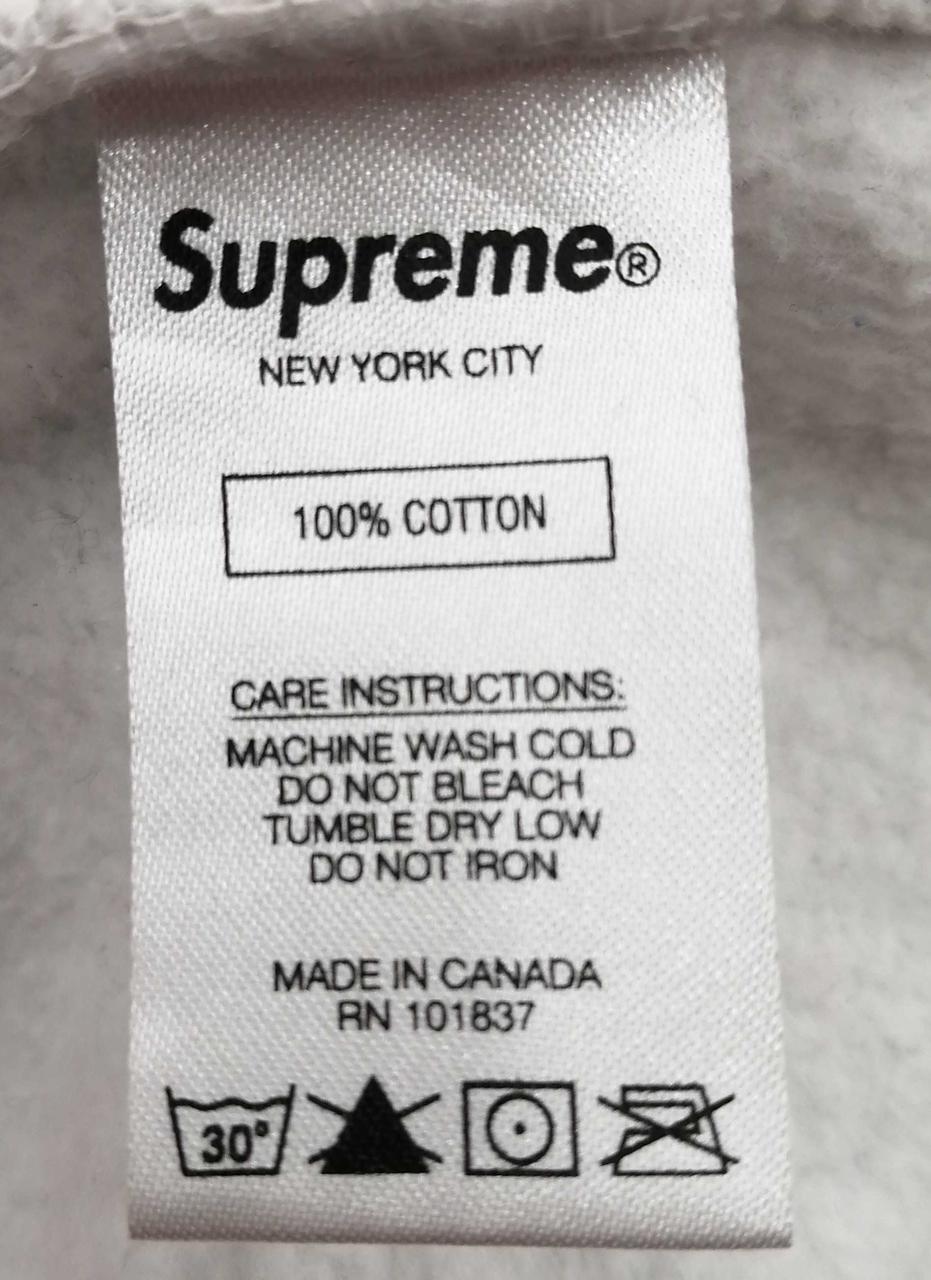 Supreme®
NEW YORK CITY
100% COTTON
CARE INSTRUCTIONS:
MACHINE WASH COLD
DO NOT BLEACH
TUMBLE DRY LOW
DO NOT IRON
MADE IN CANADA
RN 101837
30°